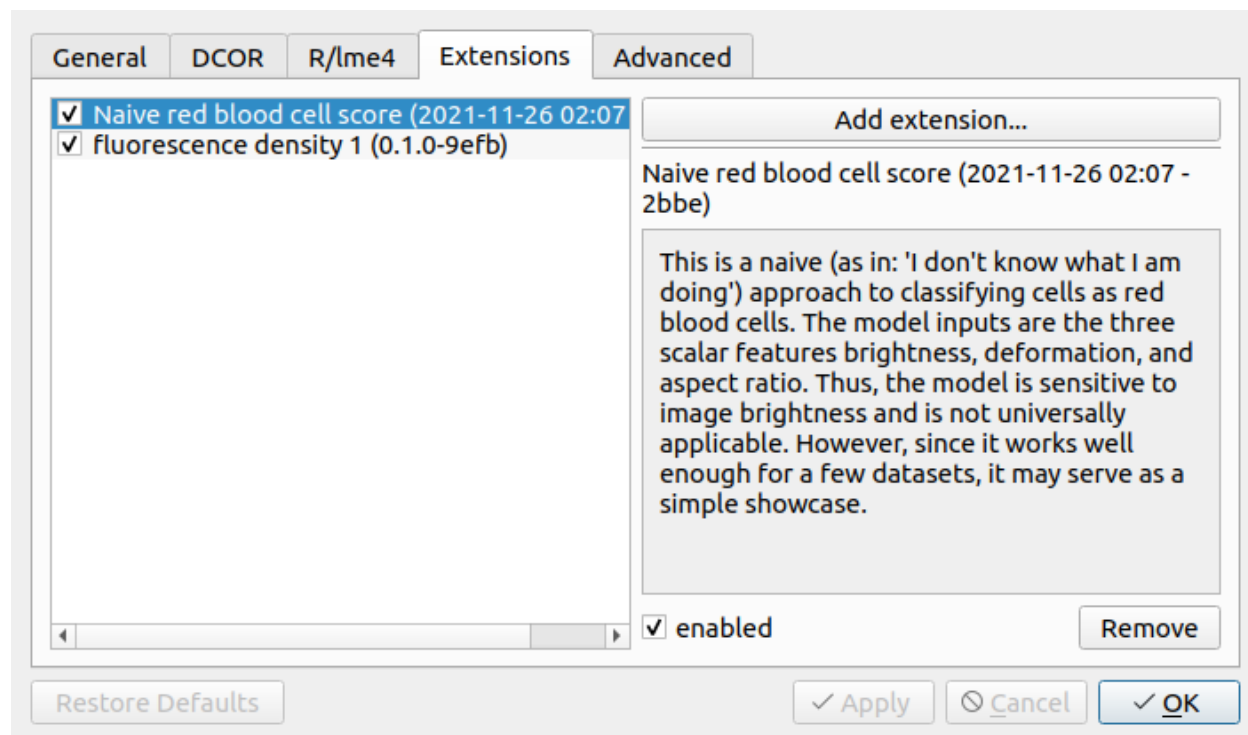 General DCOR R/lme4 Extensions Advanced
Naive red blood cell score (2021-11-26 02:07
fluorescence density 1 (0.1.0-9efb)
Add extension...
Naive red blood cell score (2021-11-26 02:07 -
2bbe)
This is a naive (as in: 'I don't know what I am
doing') approach to classifying cells as red
blood cells. The model inputs are the three
scalar features brightness, deformation, and
aspect ratio. Thus, the model is sensitive to
image brightness and is not universally
applicable. However, since it works well
enough for a few datasets, it may serve as a
simple showcase.
enabled Remove
Restore Defaults Apply Cancel OK